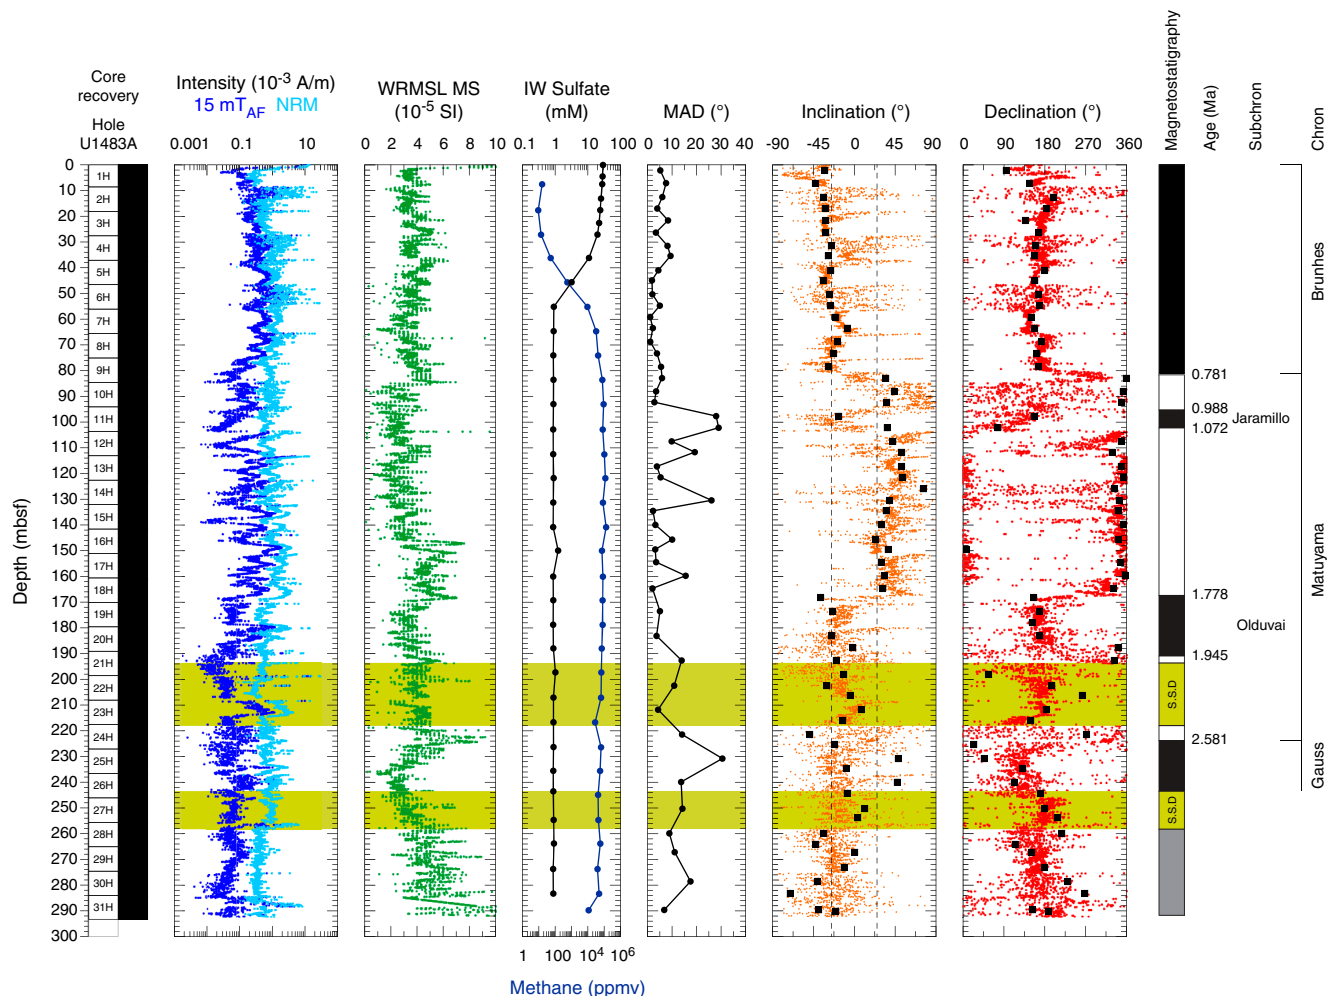 Core
recovery
Hole
U1483A
Intensity (10-3 A/m)
15 mTAF NRM
WRMSL MS
(10-5 SI)
IW Sulfate
(mM)
MAD (°)
Inclination (°)
Declination (°)
Magnetostatigraphy
Age (Ma)
Subchron
Chron
0.001 0.1 10
0 2 4 6 8 10
0.1 1 10 100
0 10 20 30 40
-90 -45 0 45 90
0 90 180 270 360
Depth (mbsf)
0
10
20
30
40
50
60
70
80
90
100
110
120
130
140
150
160
170
180
190
200
210
220
230
240
250
260
270
280
290
300
1H
2H
3H
4H
5H
6H
7H
8H
9H
10H
11H
12H
13H
14H
15H
16H
17H
18H
19H
20H
21H
22H
23H
24H
25H
26H
27H
28H
29H
30H
31H
Brunhes
0.781
0.988
Jaramillo
1.072
Matuyama
1.778
Olduvai
1.945
S.S.D
2.581
Gauss
S.S.D
1 100 104 106
Methane (ppmv)